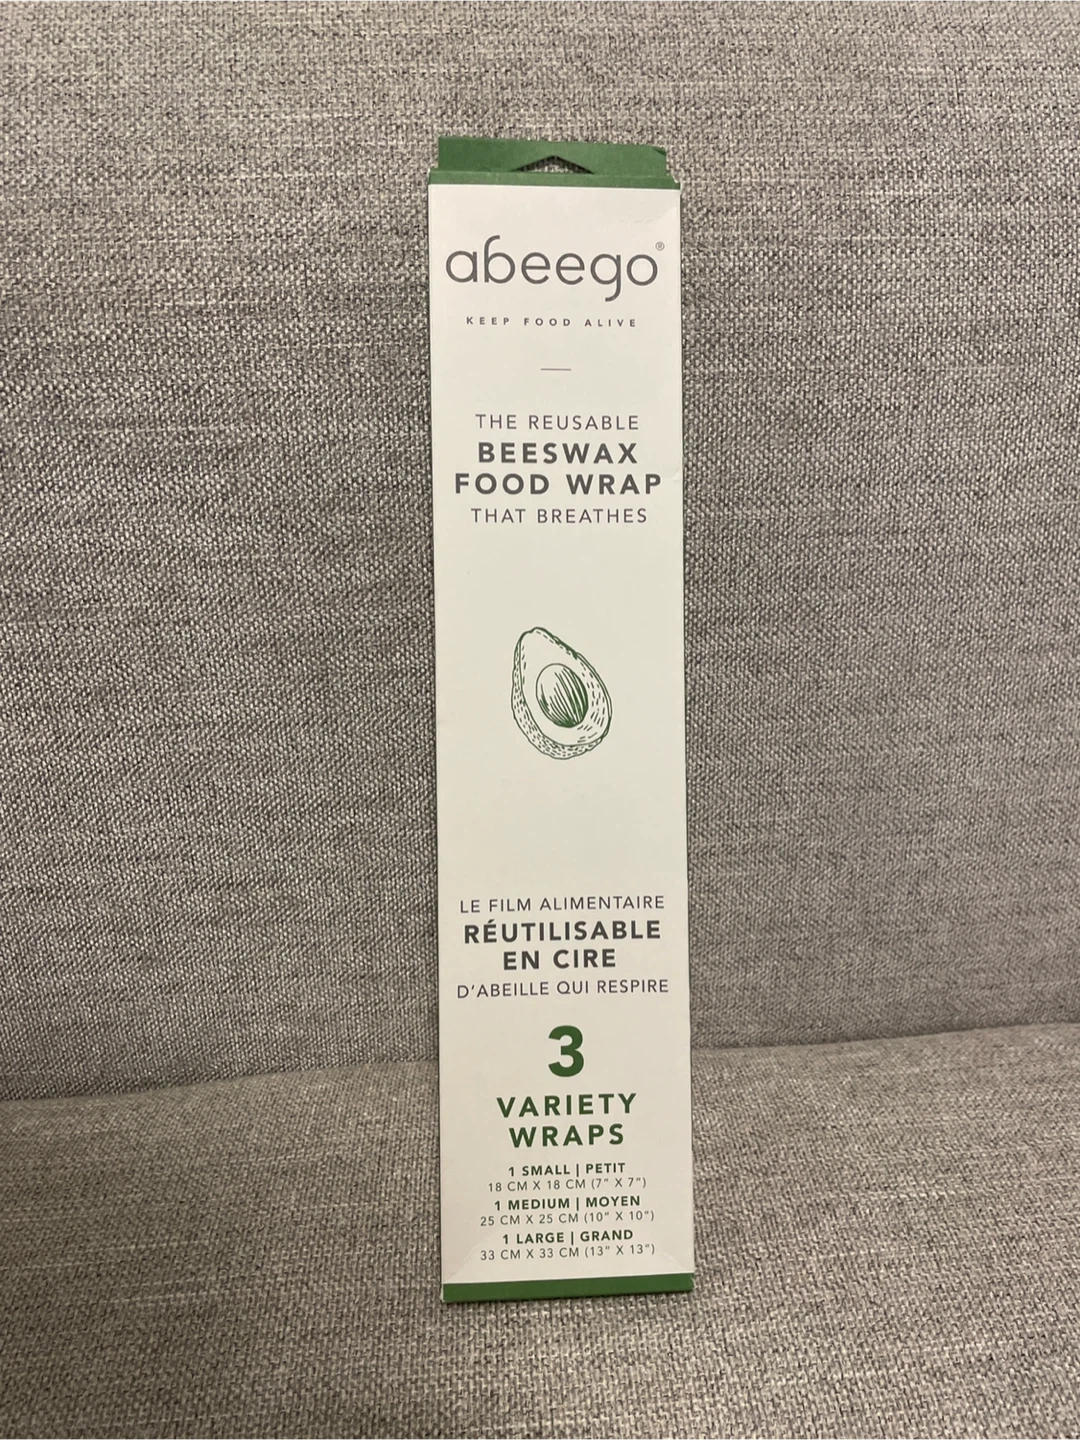 abeego®
KEEP FOOD ALIVE
THE REUSABLE
BEESWAX
FOOD WRAP
THAT BREATHES
LE FILM ALIMENTAIRE
RÉUTILISABLE
EN CIRE
D'ABEILLE QUI RESPIRE
3
VARIETY
WRAPS
1 SMALL | PETIT
18 CM X 18 CM (7" X 7")
1 MEDIUM | MOYEN
25 CM X 25 CM (10" X 10")
1 LARGE | GRAND
33 CM X 33 CM (13" X 13")